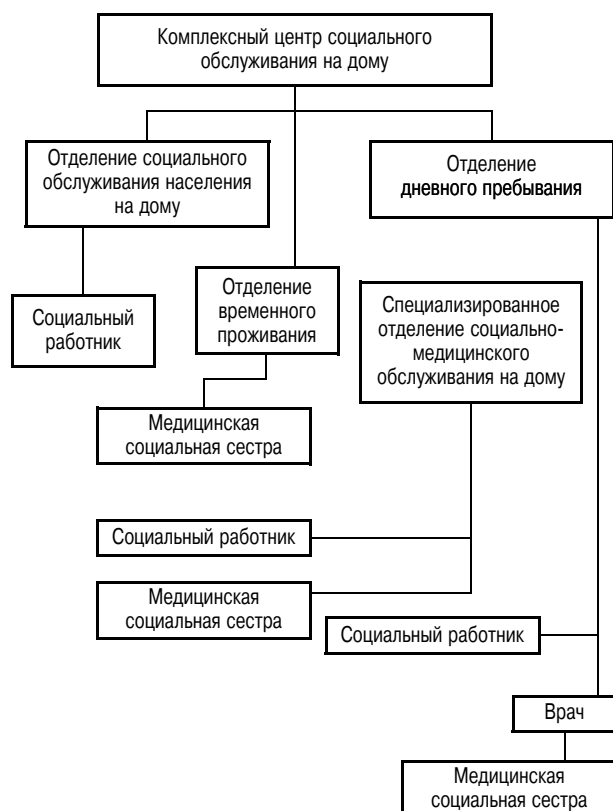 Комплексный центр социального
обслуживания на дому
Отделение социального
обслуживания населения
на дому
Отделение
дневного пребывания
Социальный
работник
Отделение
временного
проживания
Специализированное
отделение социально-
медицинского
обслуживания на дому
Медицинская
социальная сестра
Социальный работник
Медицинская
социальная сестра
Социальный работник
Врач
Медицинская
социальная сестра